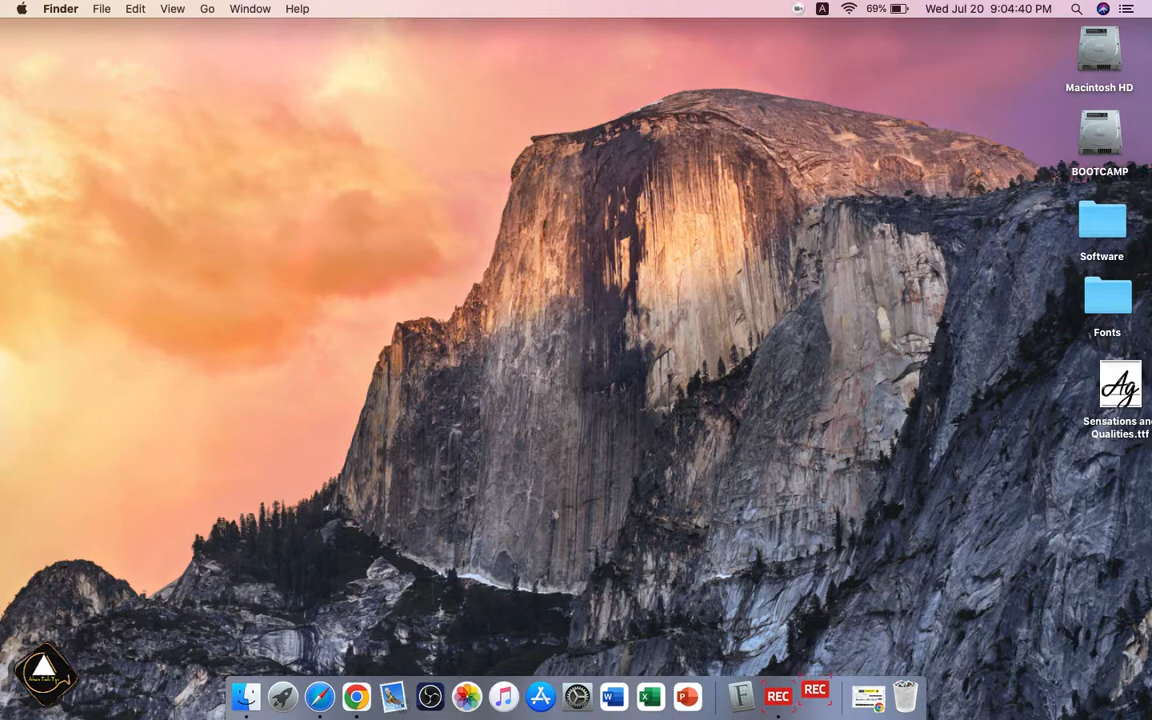 Finder File Edit View Go Window Help A 69% Wed Jul 20 9:04:40 PM
Macintosh HD
BOOTCAMP
Software
Fonts
Ag
Sensations an
Qualities.ttf
W X P F REC REC